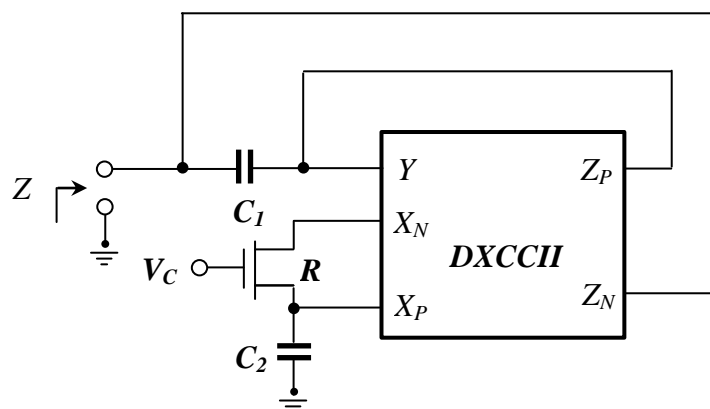 Y
Z_P
Z
C_1
X_N
DXCCII
V_C
R
Z_N
X_P
C_2